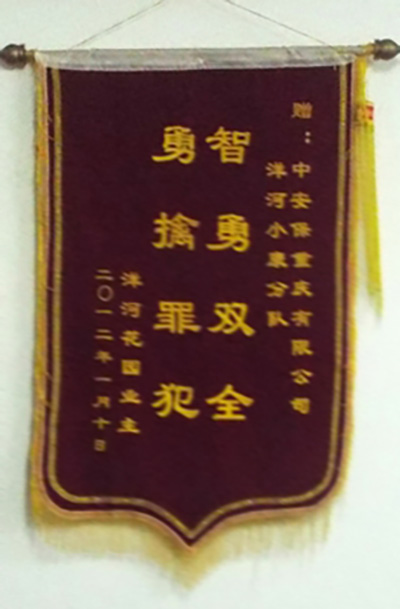 赠：中安保重庆有限公司
洋河小康分队
智勇双全
勇擒罪犯
洋河花园业主
二〇一二年一月十日